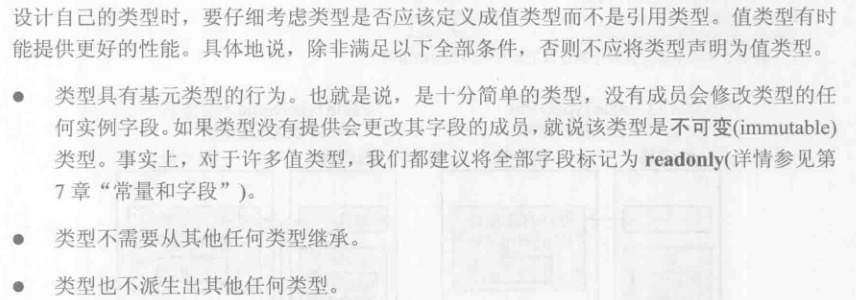 设计自己的类型时，要仔细考虑类型是否应该定义成值类型而不是引用类型。值类型有时
能提供更好的性能。具体地说，除非满足以下全部条件，否则不应将类型声明为值类型。
● 类型具有基元类型的行为。也就是说，是十分简单的类型，没有成员会修改类型的任
何实例字段。如果类型没有提供会更改其字段的成员，就说该类型是不可变(immutable)
类型。事实上，对于许多值类型，我们都建议将全部字段标记为 readonly(详情参见第
7 章“常量和字段”)。
● 类型不需要从其他任何类型继承。
● 类型也不派生出其他任何类型。